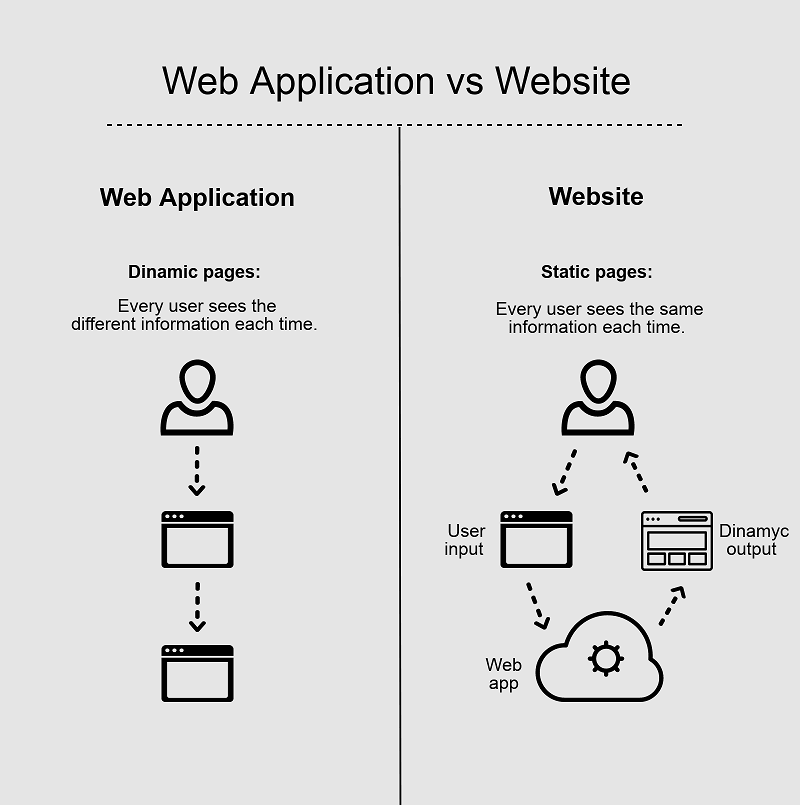 Web Application vs Website
Web Application
Dinamic pages:
Every user sees the
different information each time.
Website
Static pages:
Every user sees the same
information each time.
User
input
Dinamyc
output
Web
app